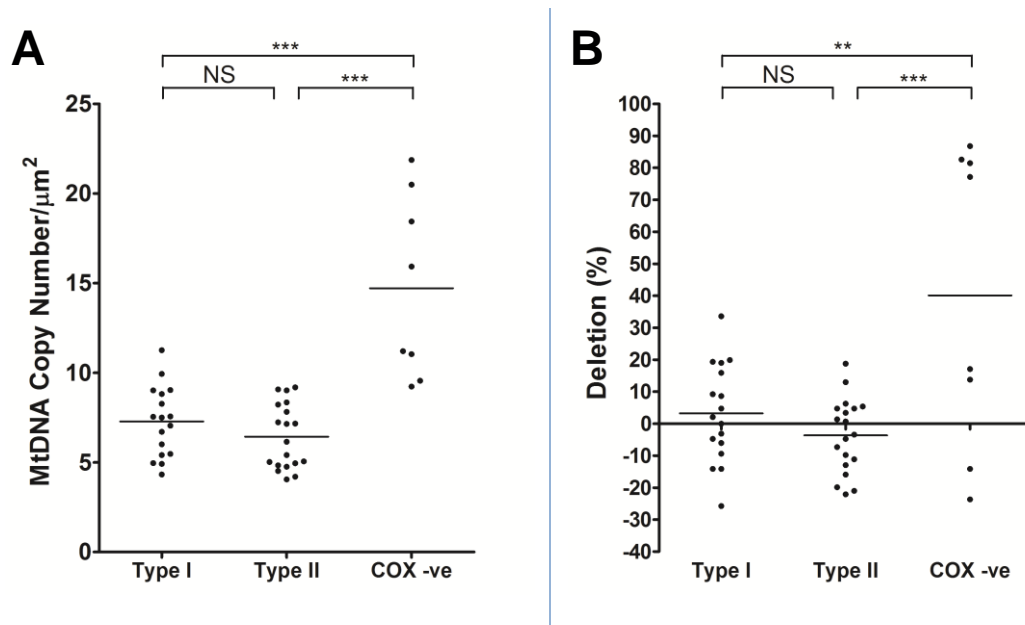 A
***
NS
***
MtDNA Copy Number/μm²
25
20
15
10
5
0
Type I
Type II
COX -ve
B
**
NS
***
Deletion (%)
100
90
80
70
60
50
40
30
20
10
0
-10
-20
-30
-40
Type I
Type II
COX -ve